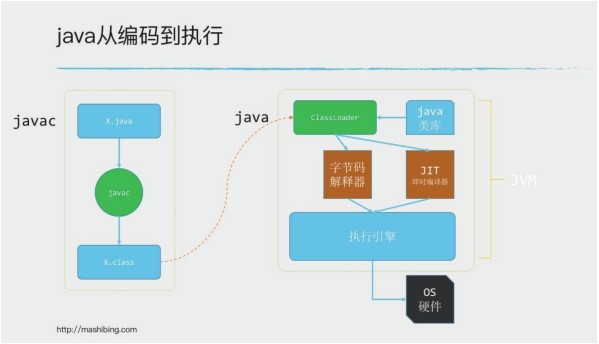 java从编码到执行
javac
X.java
javac
X.class
java
ClassLoader
java
类库
字节码
解释器
JIT
即时编译器
执行引擎
JVM
OS
硬件
http://mashibing.com